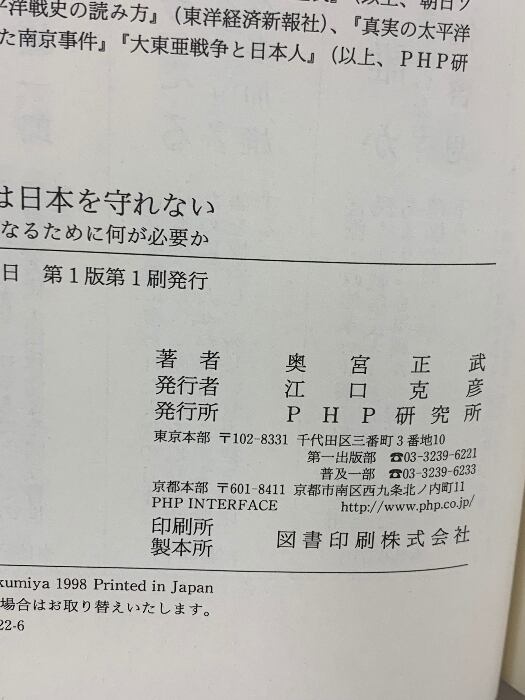 平洋戦史の読み方』(東洋経済新報社)、『真実の太平洋
た南京事件』『大東亜戦争と日本人』(以上、PHP研
は日本を守れない
なるために何が必要か
日 第1版第1刷発行
著者 奥宮正武
発行者 江口克彦
発行所 PHP研究所
東京本部 〒102-8331 千代田区三番町3番地10
第一出版部 ☎03-3239-6221
普及一部 ☎03-3239-6233
京都本部 〒601-8411 京都市南区西九条北ノ内町11
PHP INTERFACE http://www.php.co.jp/
印刷所
製本所 図書印刷株式会社
kumiya 1998 Printed in Japan
場合はお取り替えいたします。
22-6